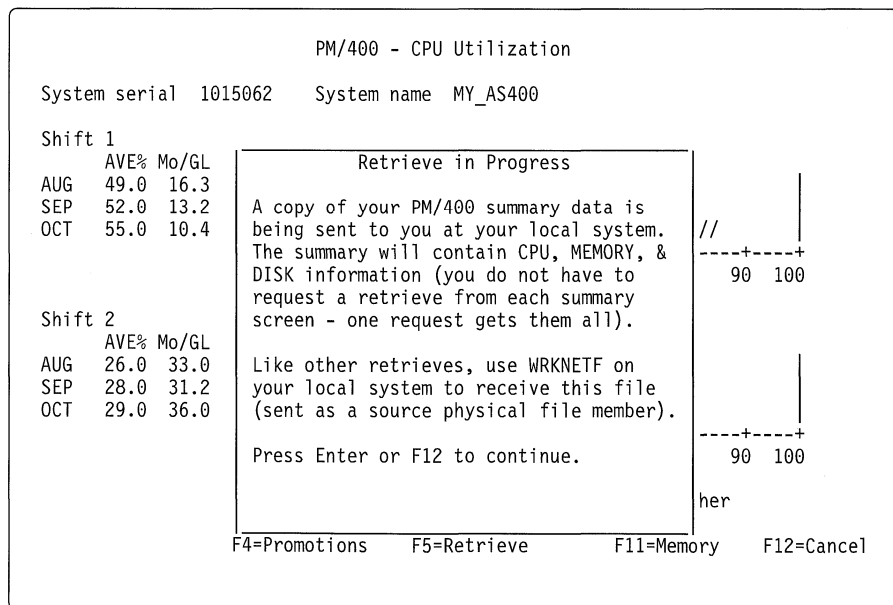 PM/400 - CPU Utilization
System serial 1015062 System name MY_AS400
Shift 1
AVE% Mo/GL
AUG 49.0 16.3
SEP 52.0 13.2
OCT 55.0 10.4
Retrieve in Progress
A copy of your PM/400 summary data is
being sent to you at your local system.
The summary will contain CPU, MEMORY, &
DISK information (you do not have to
request a retrieve from each summary
screen - one request gets them all).
Like other retrieves, use WRKNETF on
your local system to receive this file
(sent as a source physical file member).
Press Enter or F12 to continue.
//
----+----+
90 100
Shift 2
AVE% Mo/GL
AUG 26.0 33.0
SEP 28.0 31.2
OCT 29.0 36.0
----+----+
90 100
her
F4=Promotions F5=Retrieve F11=Memory F12=Cancel